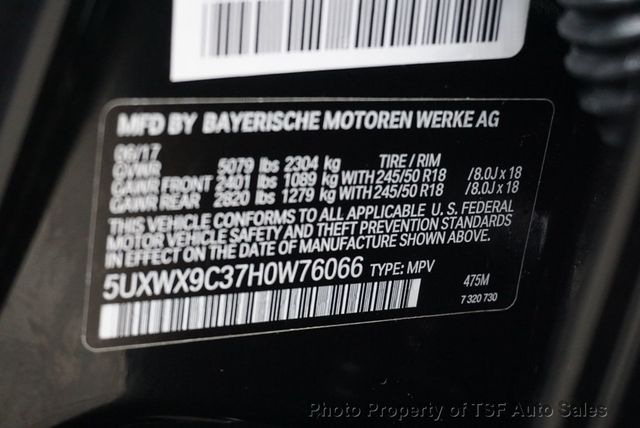 MFD BY BAYERISCHE MOTOREN WERKE AG
06/17
GVWR 5079 lbs 2304 kg TIRE / RIM
GAWR FRONT 2401 lbs 1089 kg WITH 245/50 R18 /8.0J x 18
GAWR REAR 2820 lbs 1279 kg WITH 245/50 R18 /8.0J x 18
THIS VEHICLE CONFORMS TO ALL APPLICABLE U. S. FEDERAL
MOTOR VEHICLE SAFETY AND THEFT PREVENTION STANDARDS
IN EFFECT ON THE DATE OF MANUFACTURE SHOWN ABOVE.
5UXWX9C37H0W76066 TYPE: MPV
475M
7 320 730
Photo Property of TSF Auto Sales